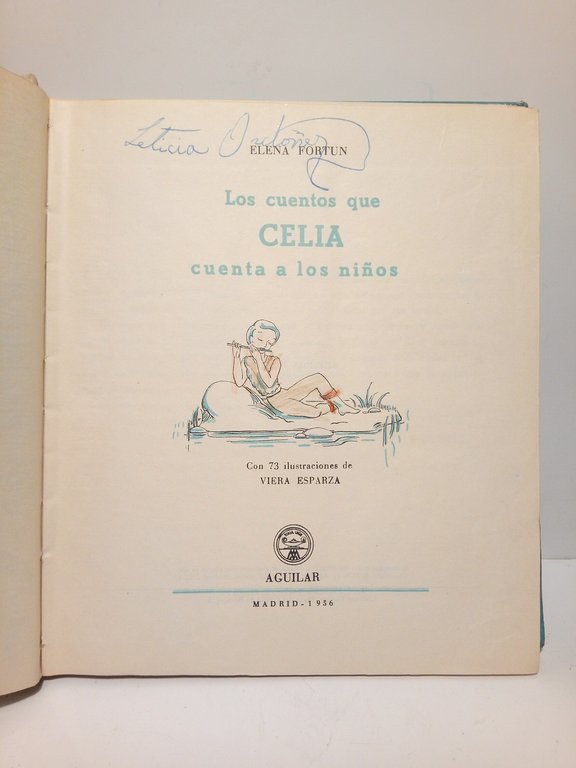 Leticia Ordoñez
ELENA FORTUN
Los cuentos que
CELIA
cuenta a los niños
Con 73 ilustraciones de
VIERA ESPARZA
AGUILAR
MADRID - 1956